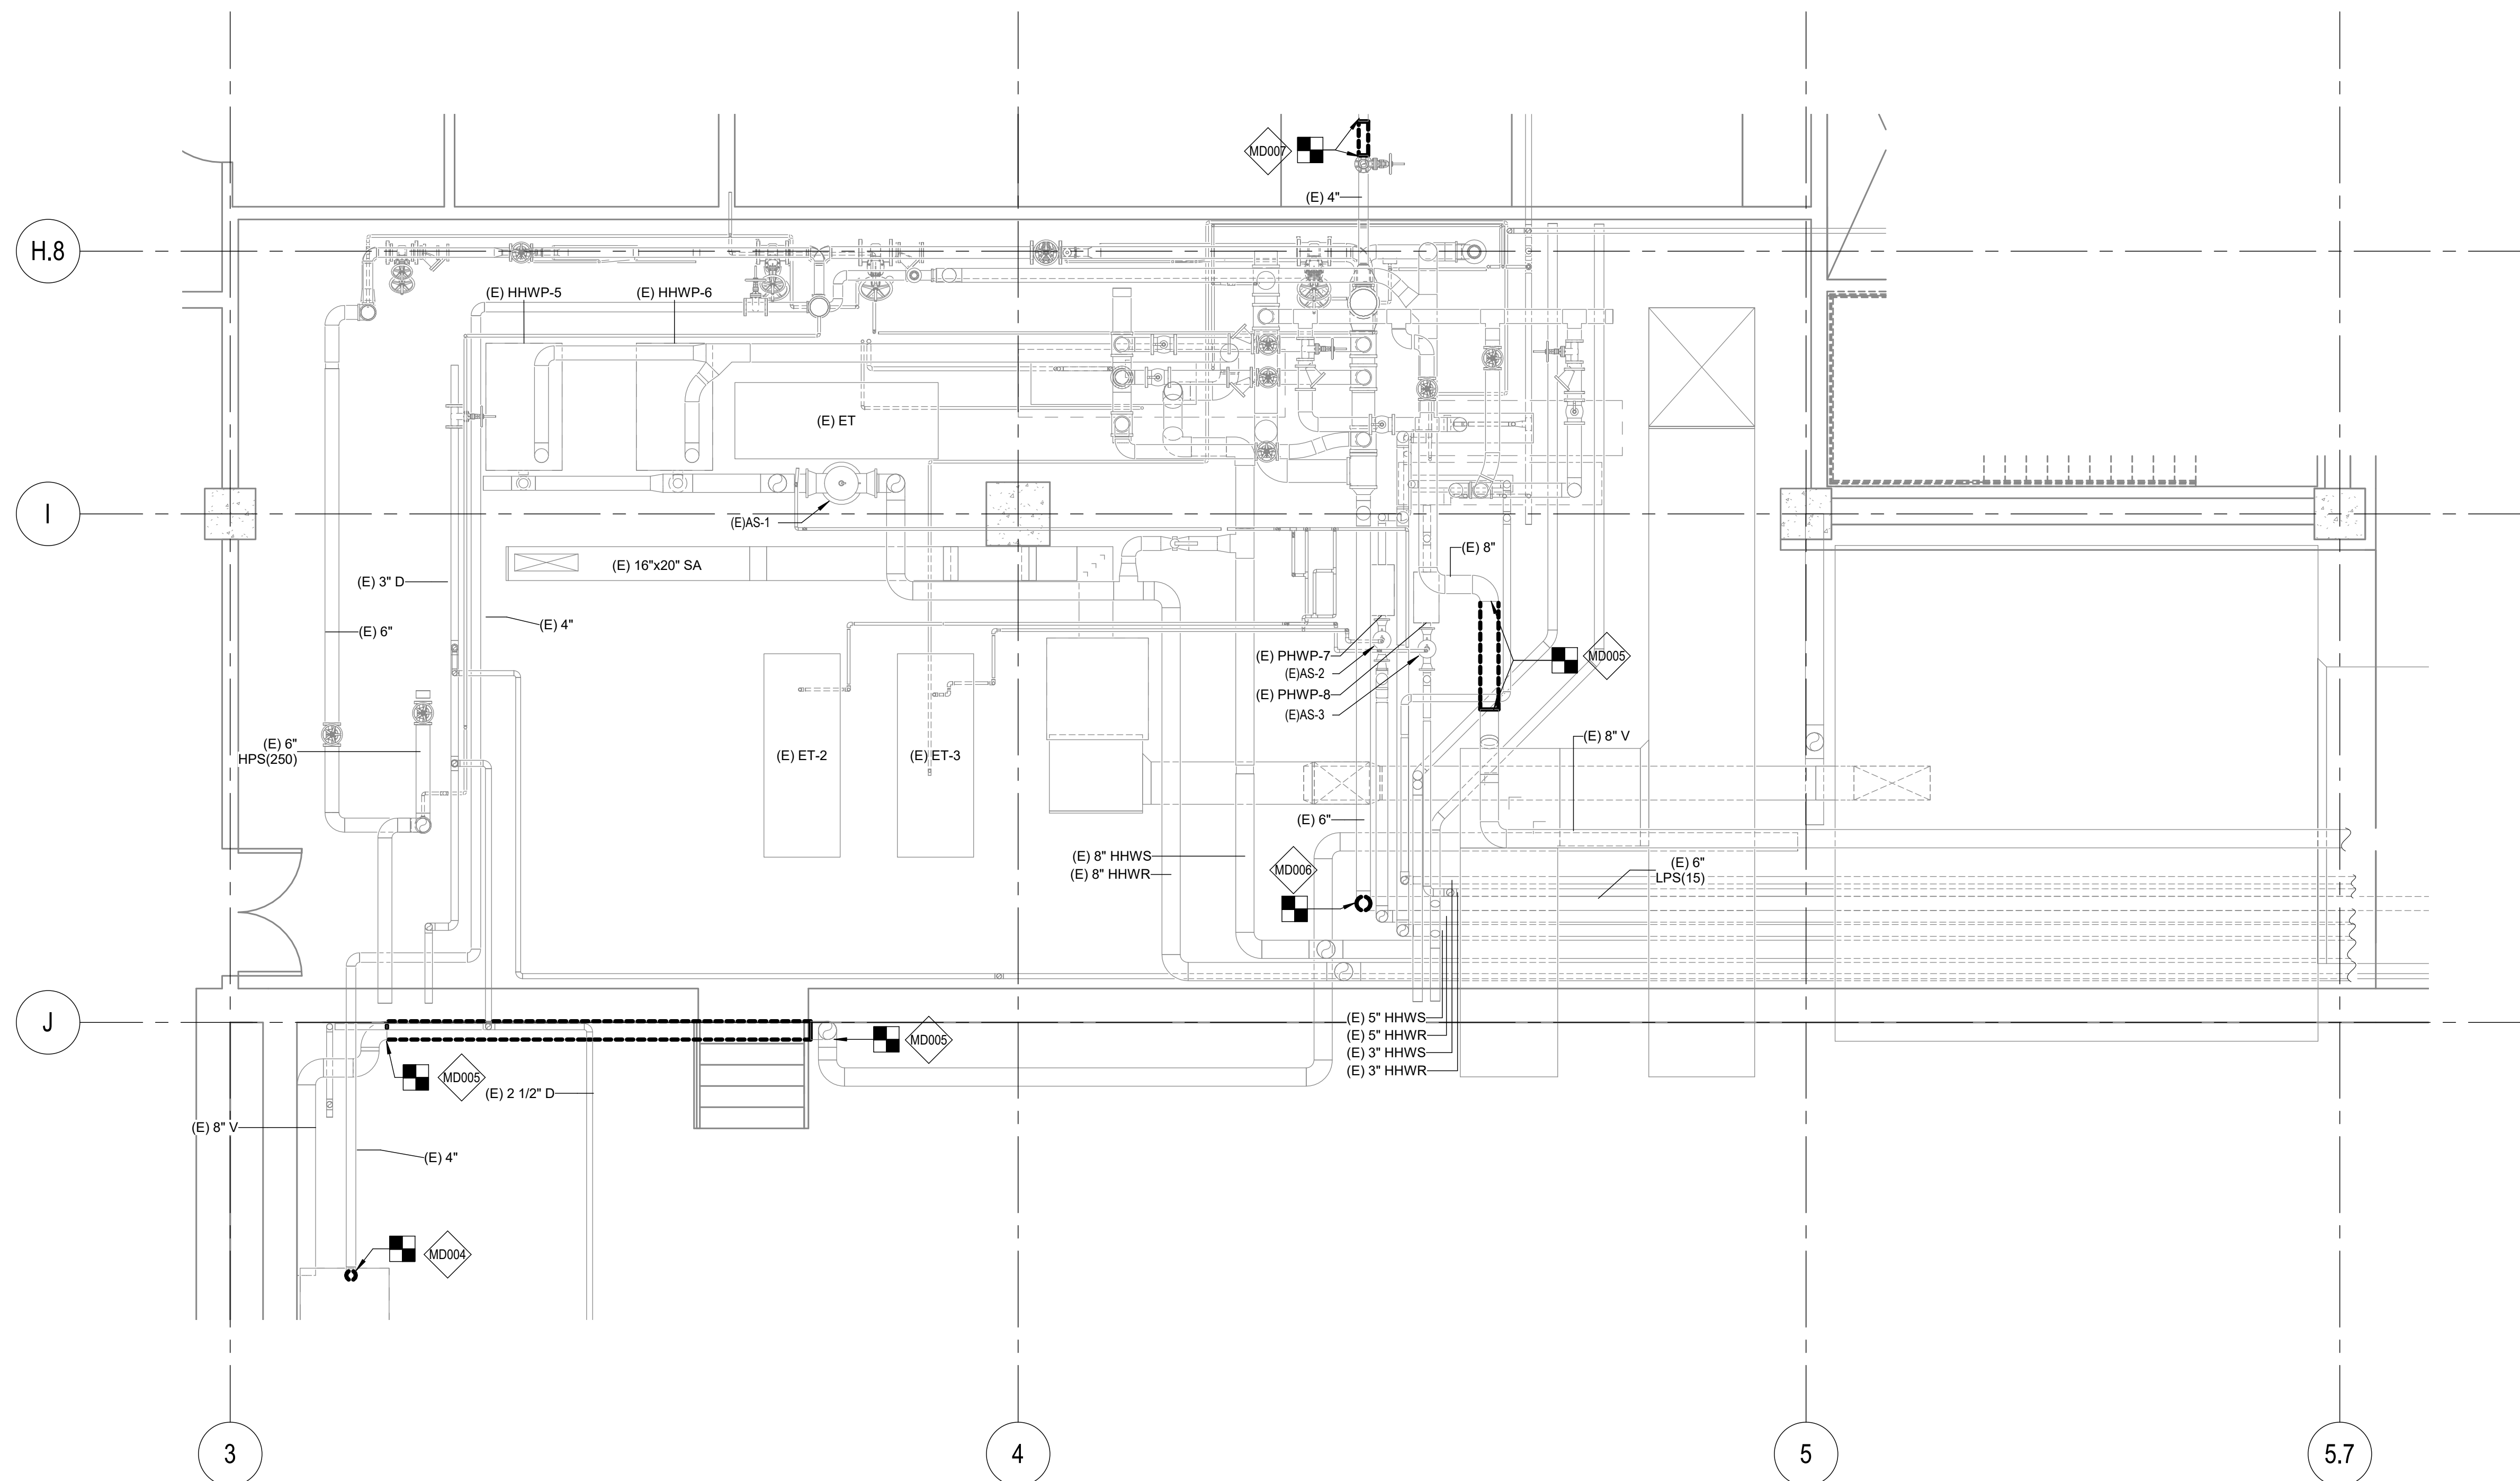 MD007
(E) 4"
H.8
(E) HHWP-5
(E) HHWP-6
(E) ET
I
(E)AS-1
(E) 16"x20" SA
(E) 8"
(E) 3" D
(E) 4"
(E) 6"
(E) PHWP-7
(E)AS-2
(E) PHWP-8
(E)AS-3
MD005
(E) 6"
HPS(250)
(E) ET-2
(E) ET-3
(E) 8" V
(E) 6"
(E) 8" HHWS
(E) 8" HHWR
MD006
(E) 6"
LPS(15)
J
(E) 5" HHWS
(E) 5" HHWR
(E) 3" HHWS
(E) 3" HHWR
MD005
MD005
(E) 2 1/2" D
(E) 8" V
(E) 4"
MD004
3
4
5
5.7